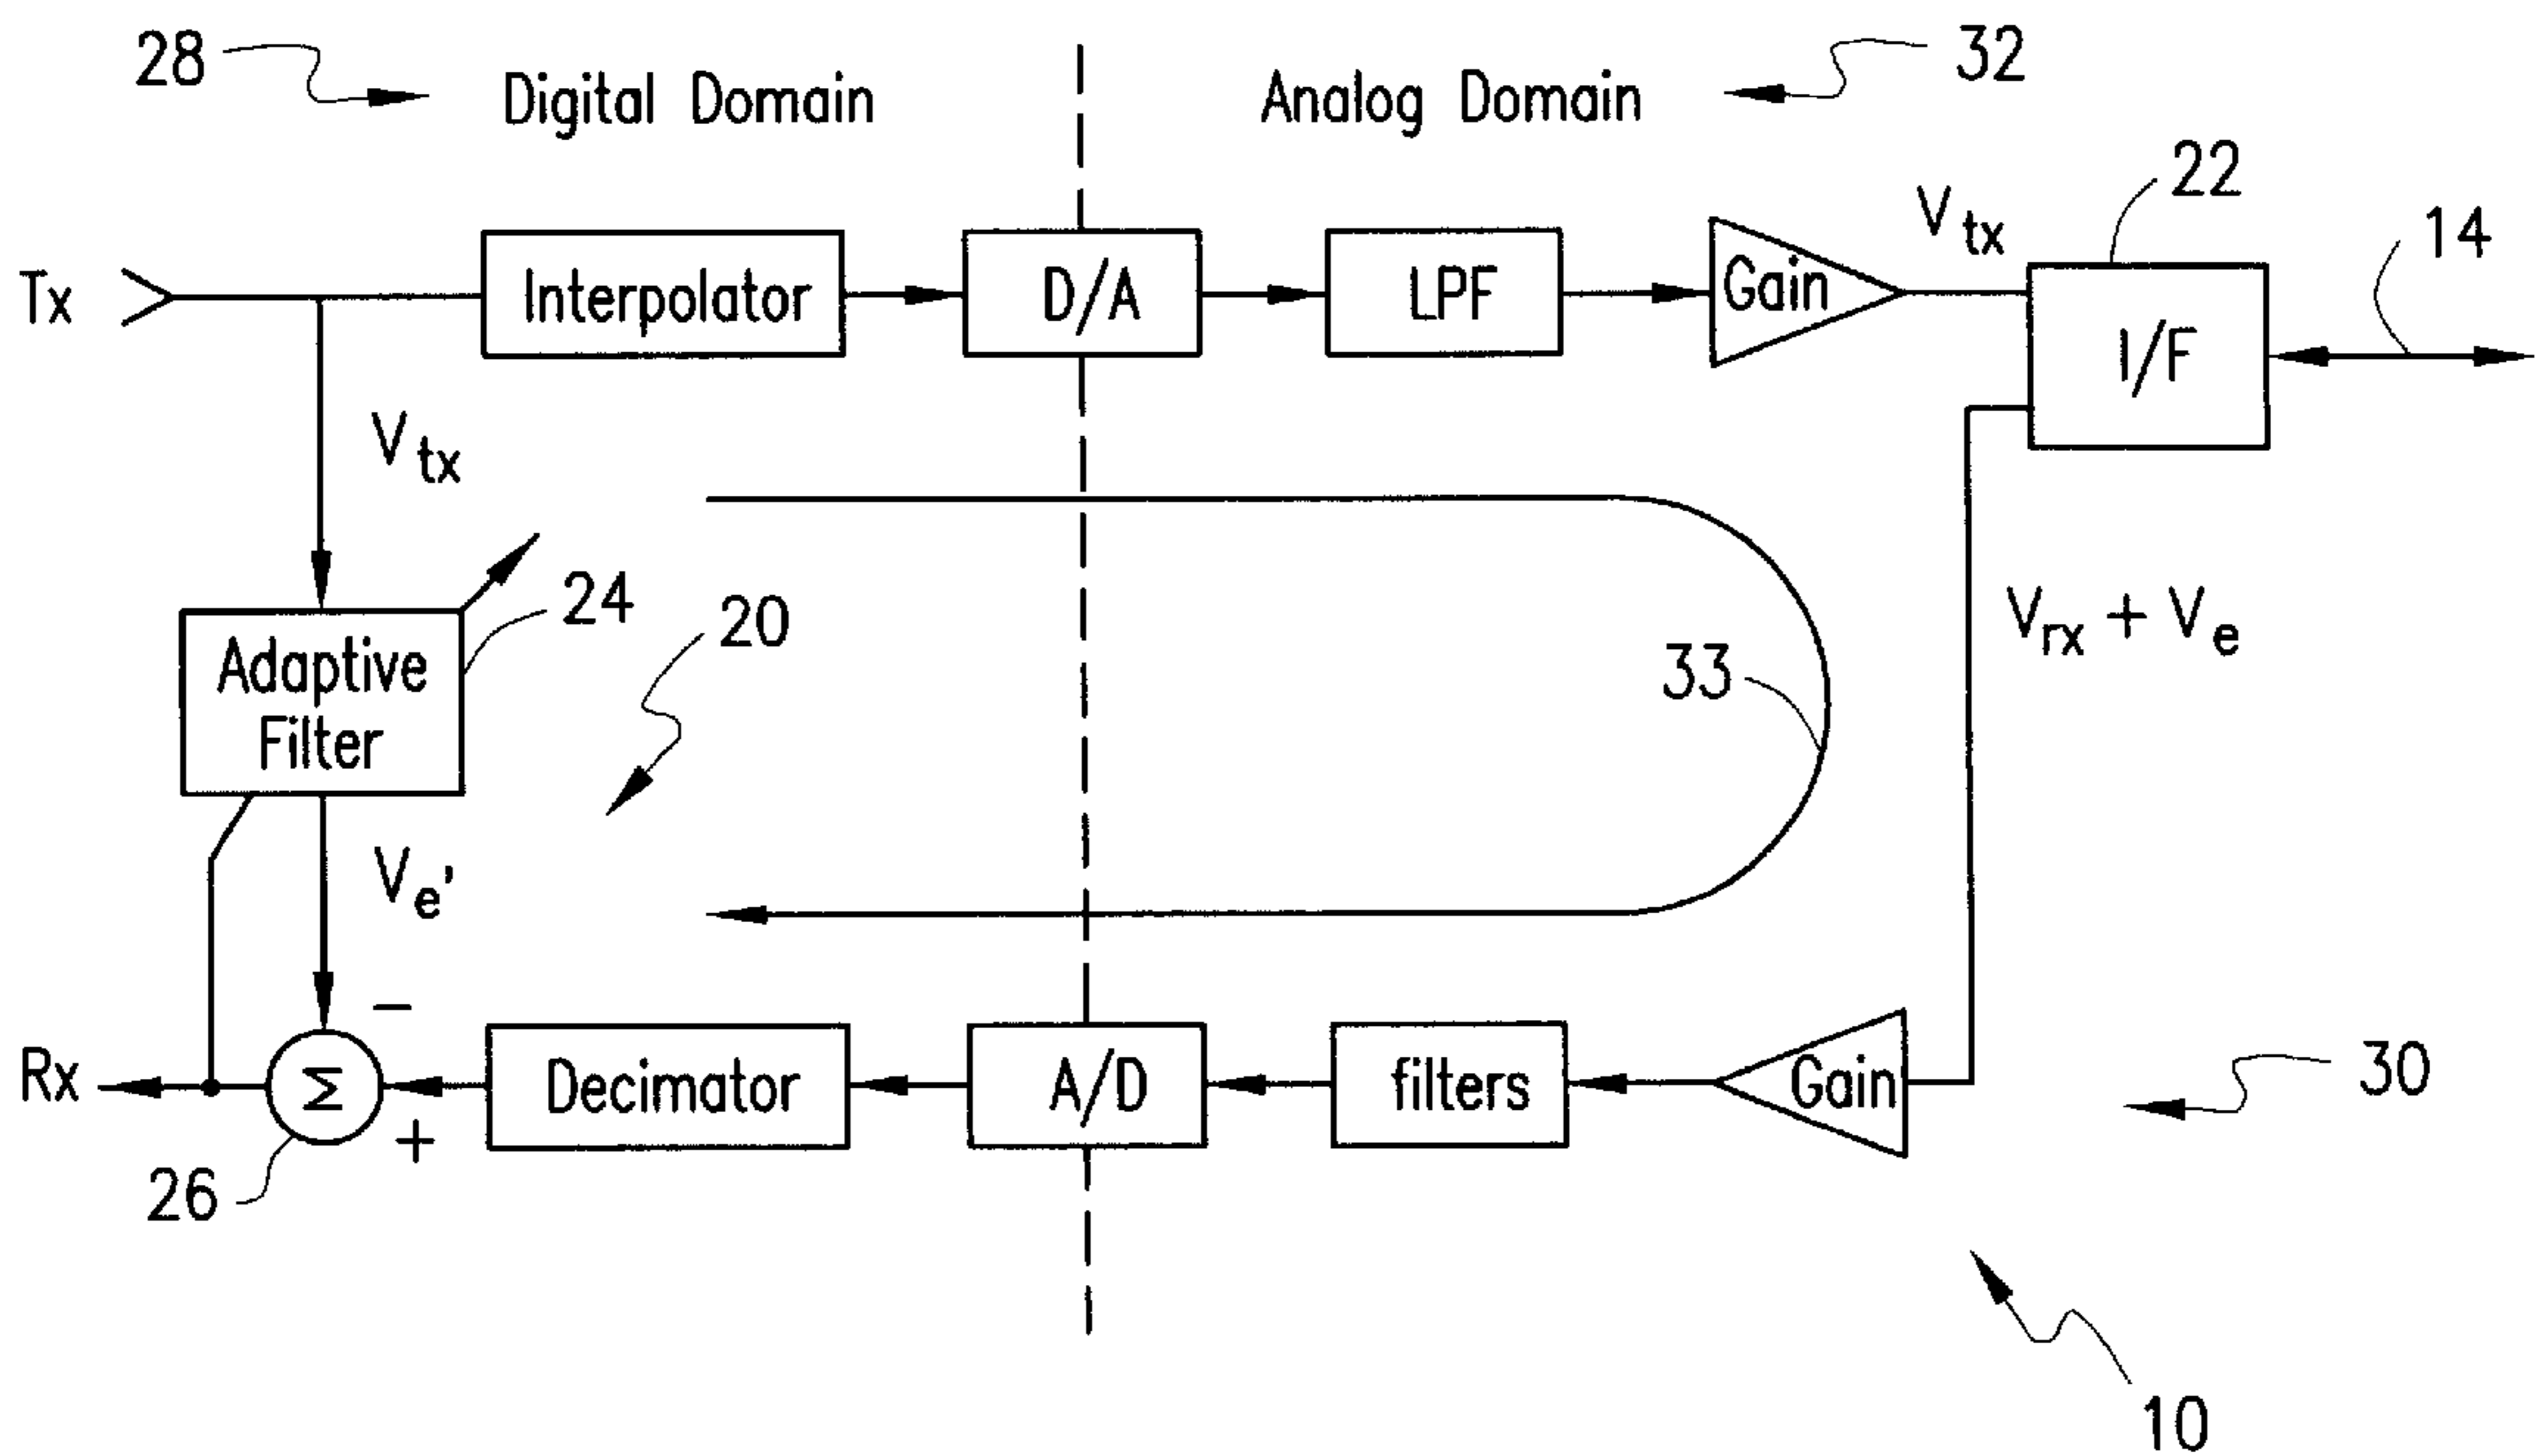 28
Digital Domain
Analog Domain
32
Tx
Interpolator
D/A
LPF
Gain
Vtx
22
I/F
14
Vtx
Adaptive
Filter
24
20
33
Vrx + Ve
Ve'
−
Rx
Σ
+
26
Decimator
A/D
filters
Gain
30
10